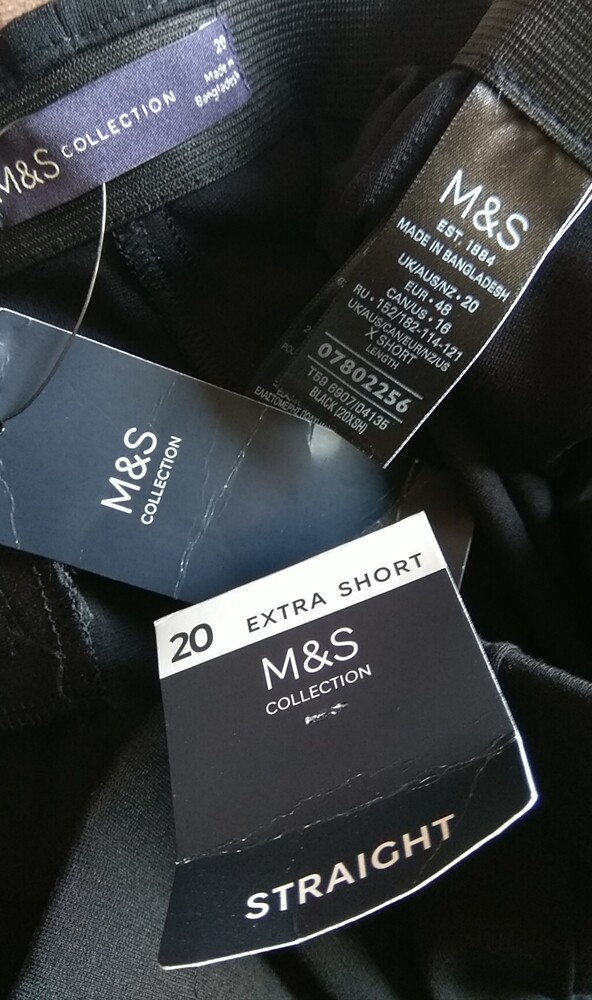 20
Made in
Bangladesh
M&S COLLECTION
M&S
EST. 1884
MADE IN BANGLADESH
UK/AUS/NZ • 20
EUR • 48
CAN/US • 16
RU • 152/182-114-121
UK/AUS/CAN/EUR/NZ/US
X SHORT
LENGTH
07802256
T59 6907/04135
BLACK (20XSH)
M&S
COLLECTION
20 EXTRA SHORT
M&S
COLLECTION
STRAIGHT